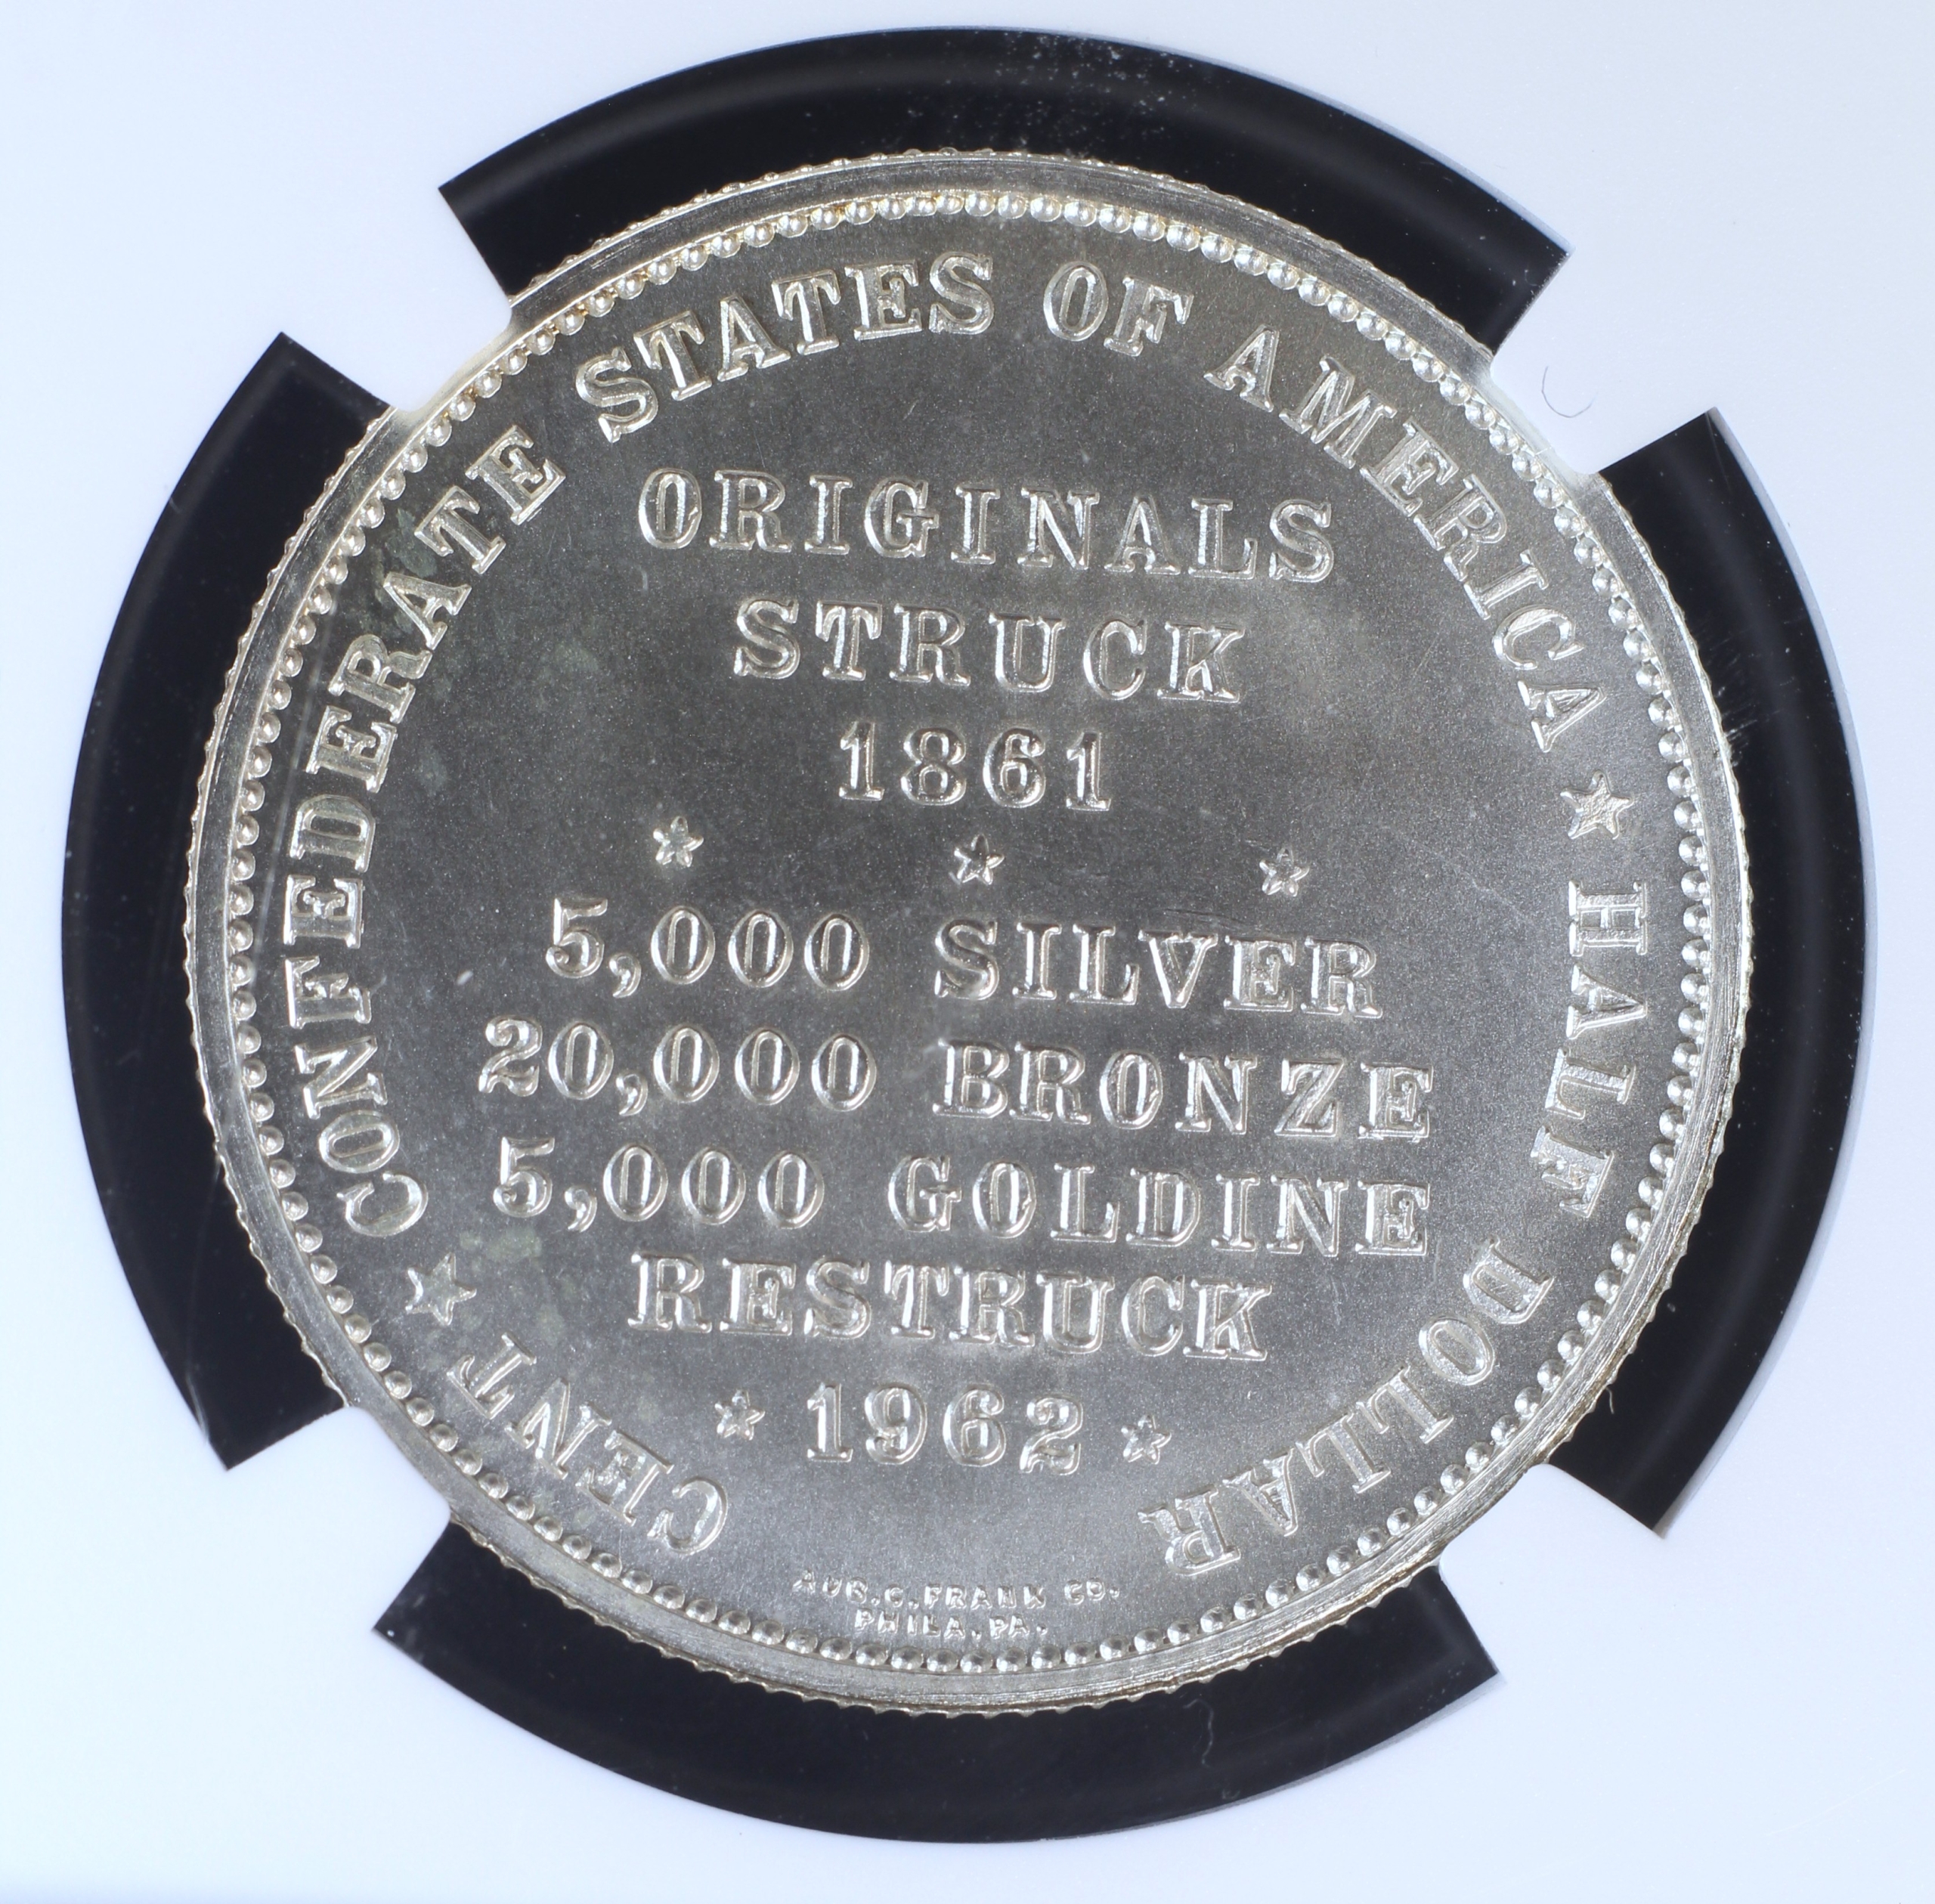 CONFEDERATE STATES OF AMERICA ★ HALF DOLLAR
CENT ★
ORIGINALS
STRUCK
1861
★ ★ ★
5,000 SILVER
20,000 BRONZE
5,000 GOLDINE
RESTRUCK
★ 1962 ★
AUG.C.FRANK CO.
PHILA,PA.